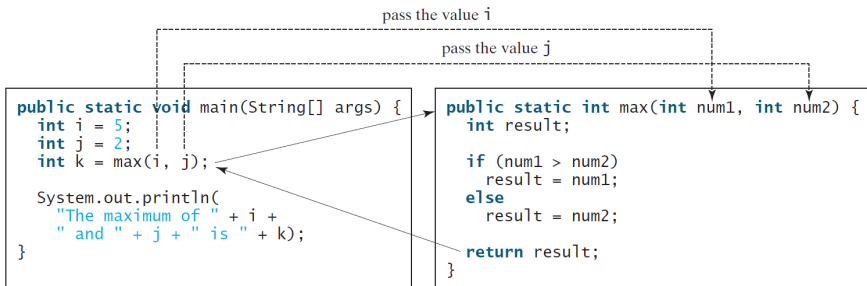 pass the value i
pass the value j
public static void main(String[] args) {
int i = 5;
int j = 2;
int k = max(i, j);
System.out.println(
"The maximum of " + i +
" and " + j + " is " + k);
}
public static int max(int num1, int num2) {
int result;
if (num1 > num2)
result = num1;
else
result = num2;
return result;
}